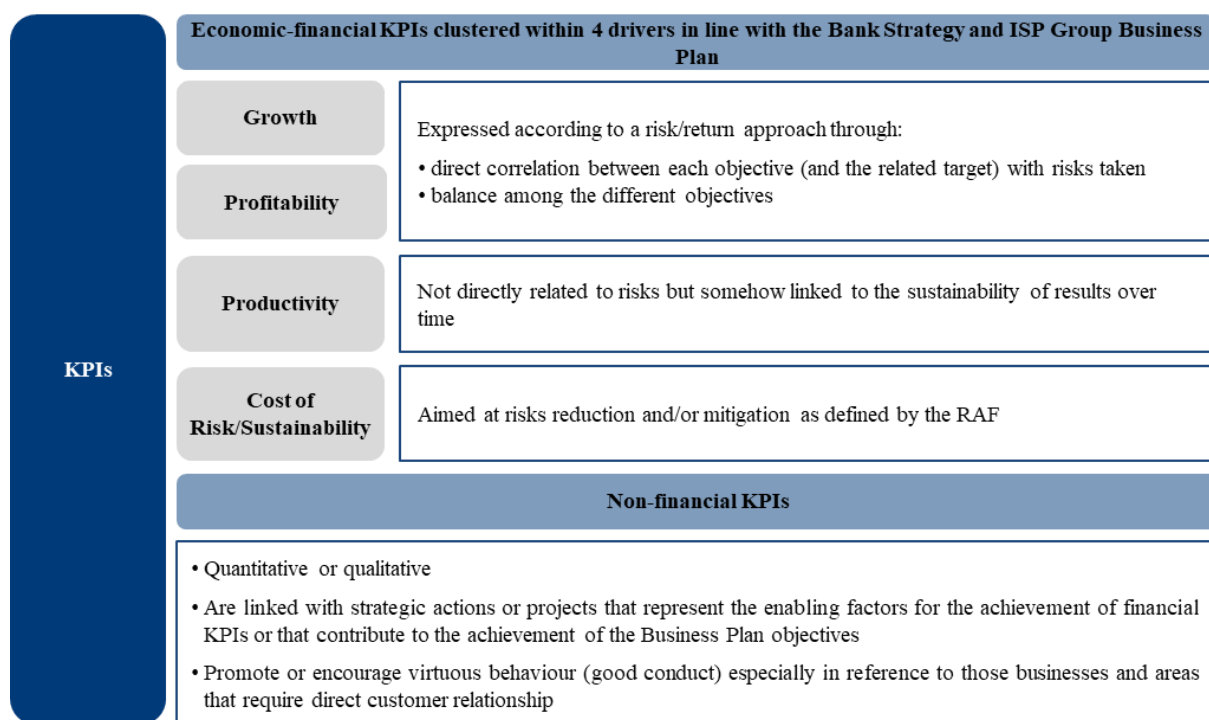 KPIs
Economic-financial KPIs clustered within 4 drivers in line with the Bank Strategy and ISP Group Business
Plan
Growth
Profitability
Expressed according to a risk/return approach through:
• direct correlation between each objective (and the related target) with risks taken
• balance among the different objectives
Productivity
Not directly related to risks but somehow linked to the sustainability of results over
time
Cost of
Risk/Sustainability
Aimed at risks reduction and/or mitigation as defined by the RAF
Non-financial KPIs
• Quantitative or qualitative
• Are linked with strategic actions or projects that represent the enabling factors for the achievement of financial
KPIs or that contribute to the achievement of the Business Plan objectives
• Promote or encourage virtuous behaviour (good conduct) especially in reference to those businesses and areas
that require direct customer relationship